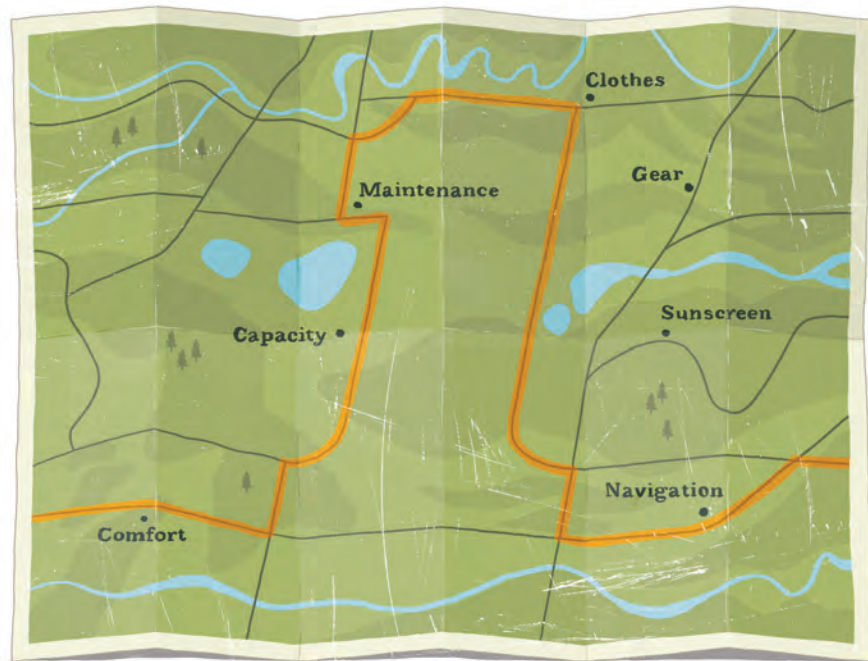 Clothes
Gear
Maintenance
Capacity
Sunscreen
Navigation
Comfort